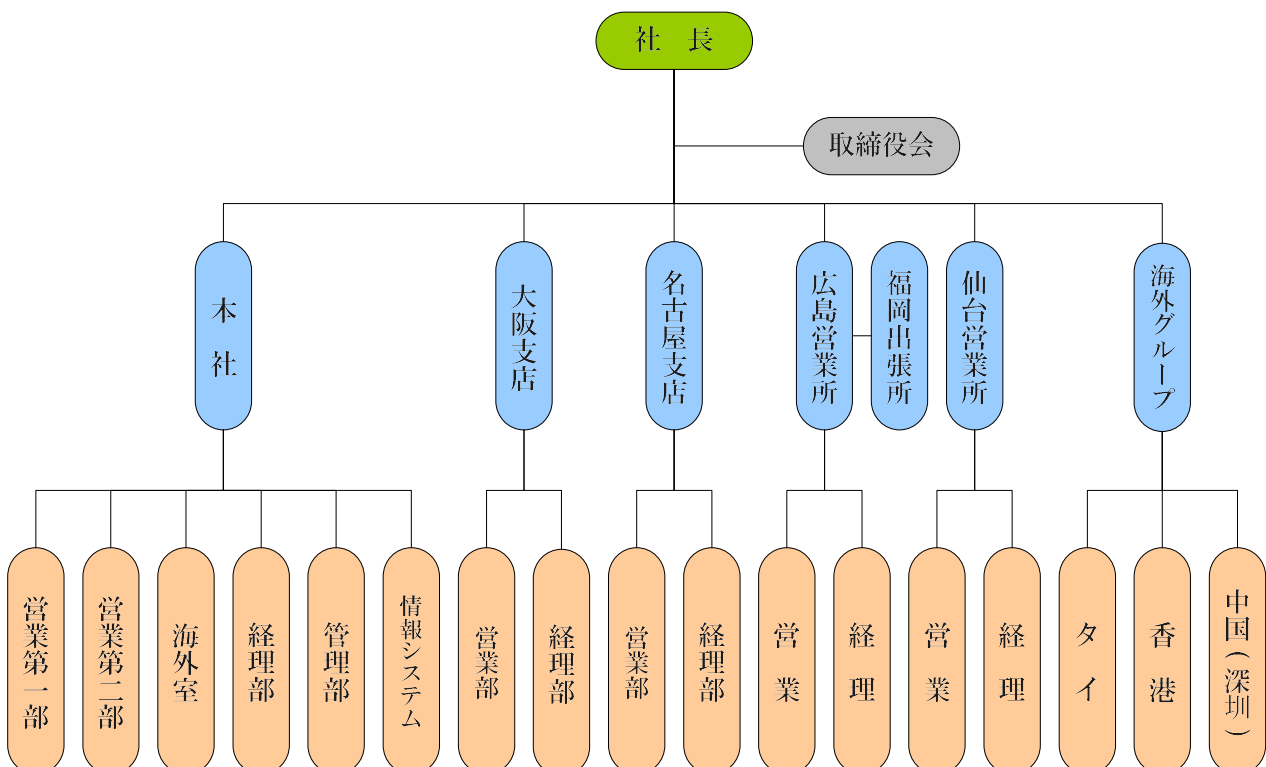 社　長
取締役会
本　社
大阪支店
名古屋支店
広島営業所
福岡出張所
仙台営業所
海外グループ
営業第一部
営業第二部
海外室
経理部
管理部
情報システム
営業部
経理部
営業部
経理部
営　業
経　理
営　業
経　理
タ　イ
香　港
中国(深圳)